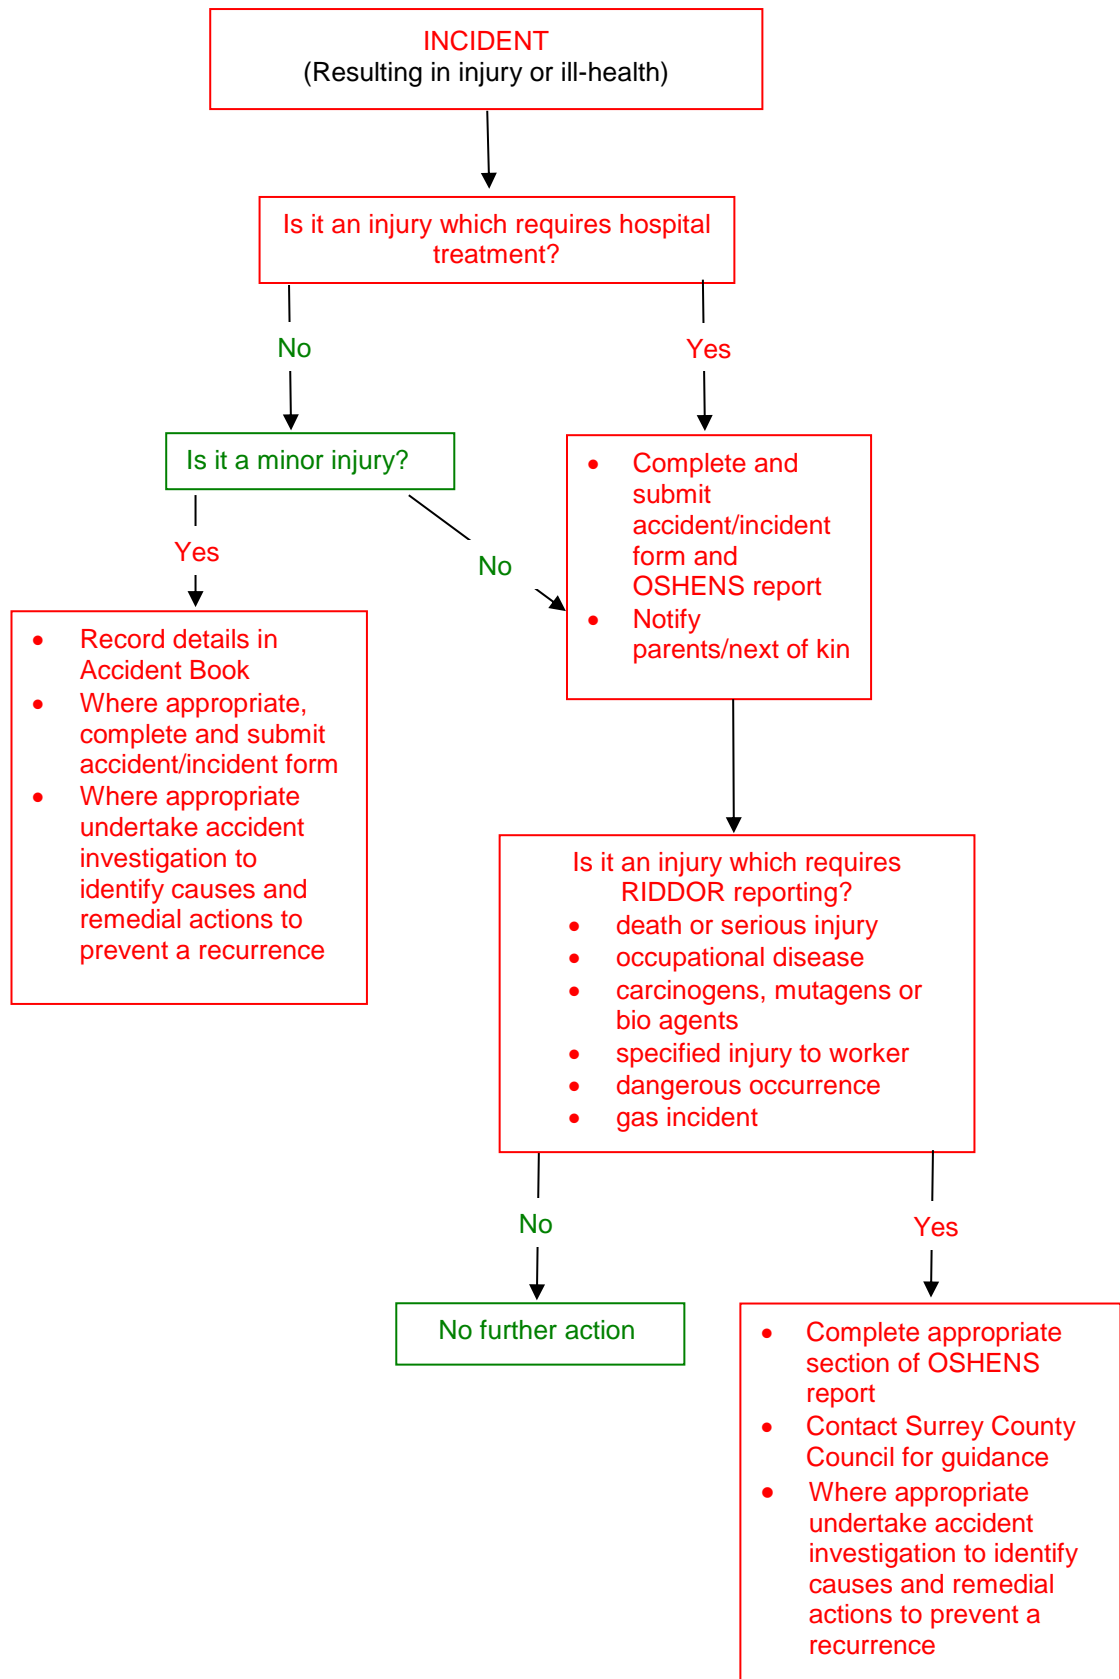 INCIDENT
(Resulting in injury or ill-health)
Is it an injury which requires hospital
treatment?
No
Yes
Is it a minor injury?
Yes
No
• Complete and
submit
accident/incident
form and
OSHENS report
• Notify
parents/next of kin
• Record details in
Accident Book
• Where appropriate,
complete and submit
accident/incident form
• Where appropriate
undertake accident
investigation to
identify causes and
remedial actions to
prevent a recurrence
Is it an injury which requires
RIDDOR reporting?
• death or serious injury
• occupational disease
• carcinogens, mutagens or
bio agents
• specified injury to worker
• dangerous occurrence
• gas incident
No
Yes
No further action
• Complete appropriate
section of OSHENS
report
• Contact Surrey County
Council for guidance
• Where appropriate
undertake accident
investigation to identify
causes and remedial
actions to prevent a
recurrence